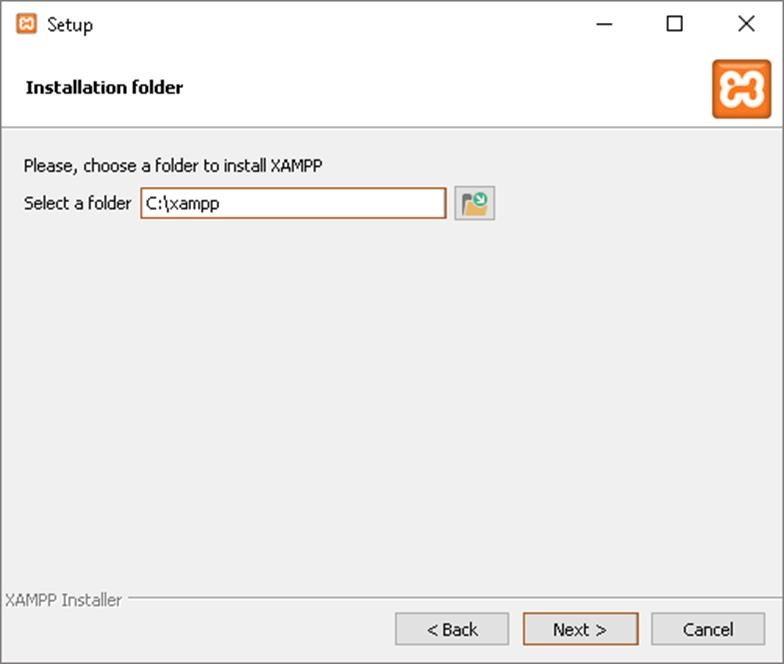 Setup
Installation folder
Please, choose a folder to install XAMPP
Select a folder C:\xampp
XAMPP Installer
< Back Next > Cancel